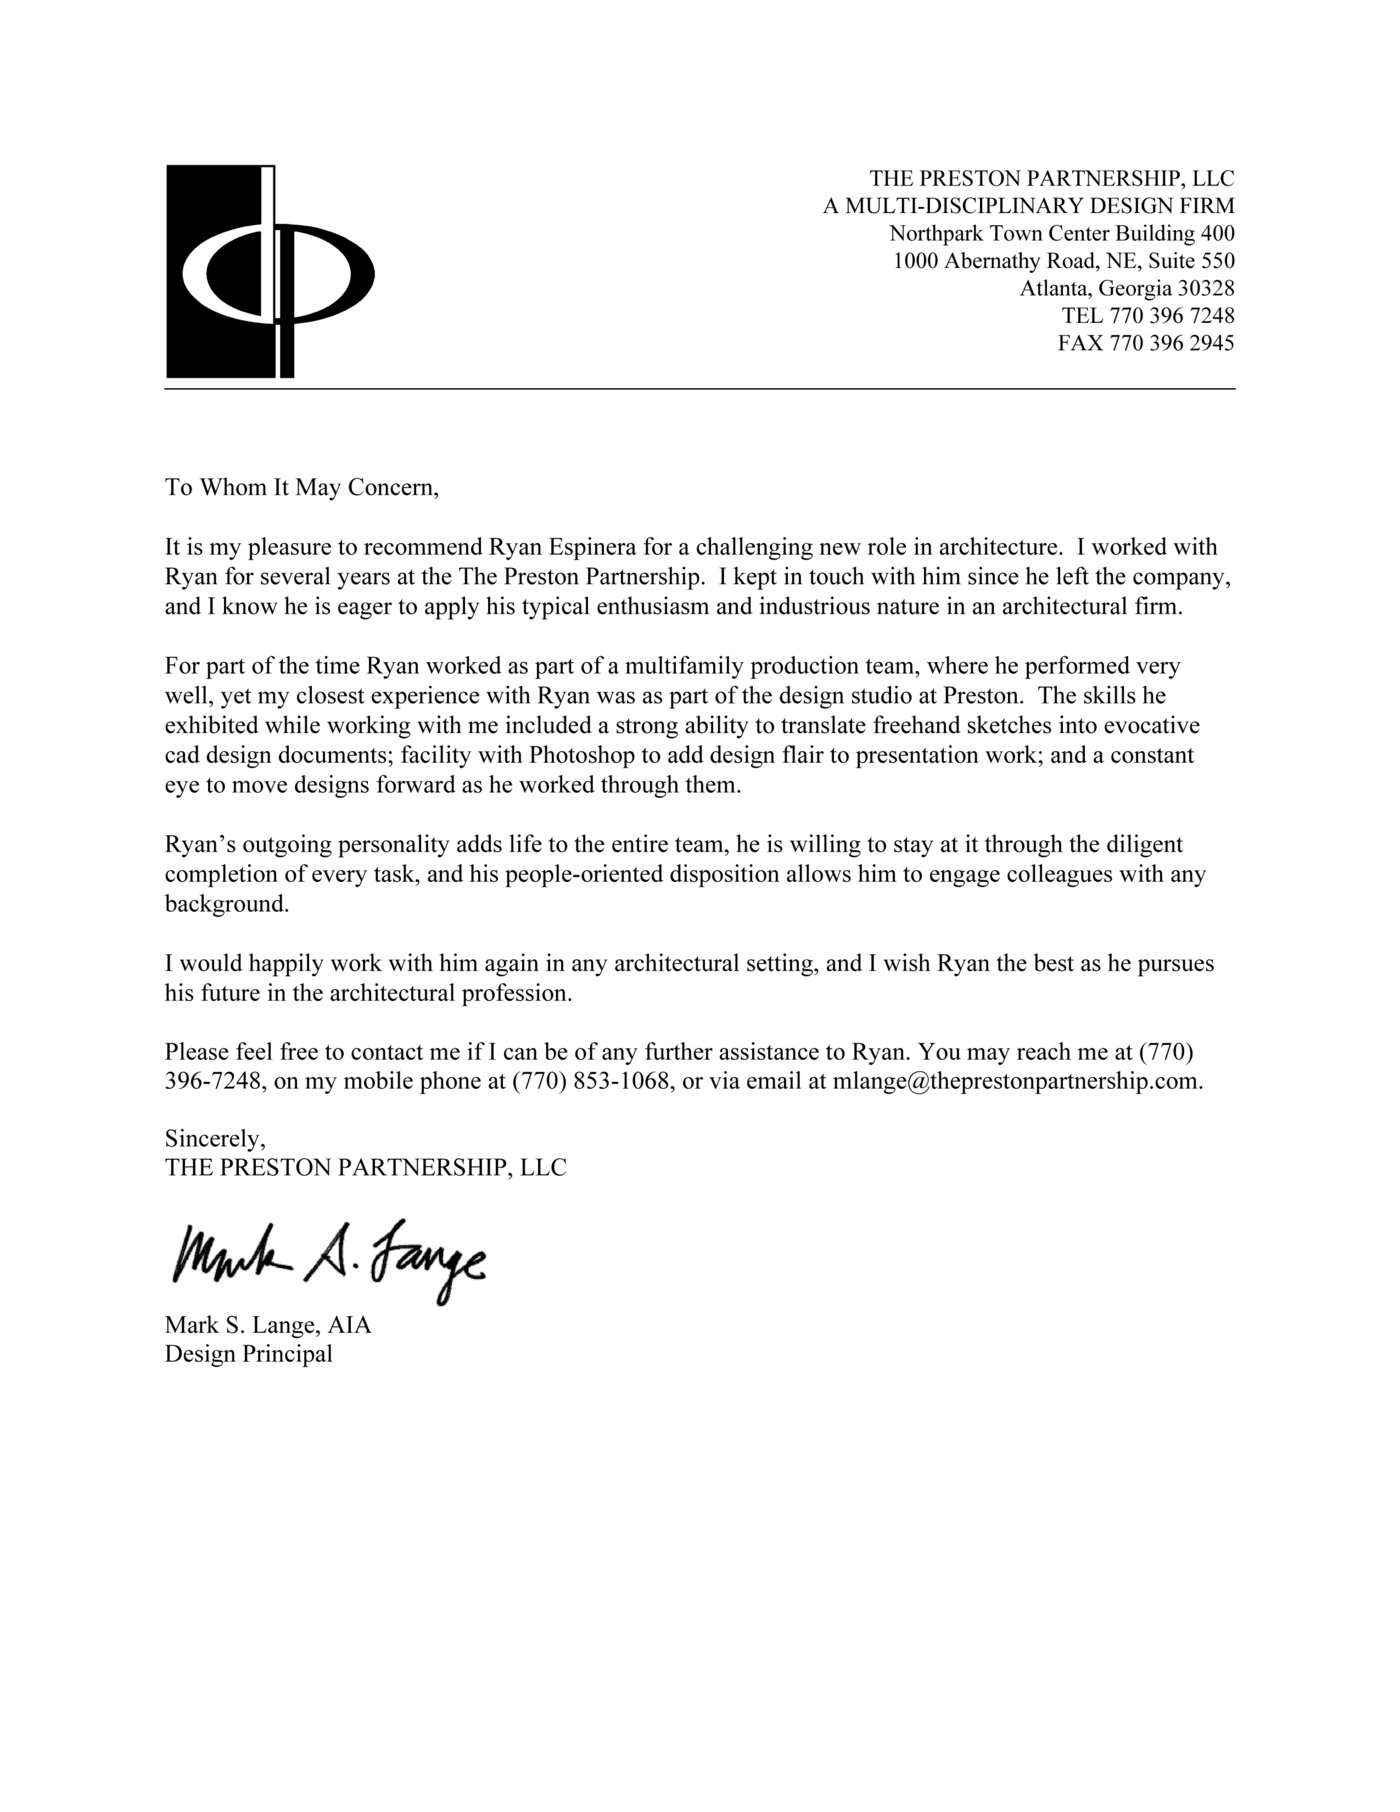 THE PRESTON PARTNERSHIP, LLC
A MULTI-DISCIPLINARY DESIGN FIRM
Northpark Town Center Building 400
1000 Abernathy Road, NE, Suite 550
Atlanta, Georgia 30328
TEL 770 396 7248
FAX 770 396 2945
To Whom It May Concern,
It is my pleasure to recommend Ryan Espinera for a challenging new role in architecture.  I worked with
Ryan for several years at the The Preston Partnership.  I kept in touch with him since he left the company,
and I know he is eager to apply his typical enthusiasm and industrious nature in an architectural firm.
For part of the time Ryan worked as part of a multifamily production team, where he performed very
well, yet my closest experience with Ryan was as part of the design studio at Preston.  The skills he
exhibited while working with me included a strong ability to translate freehand sketches into evocative
cad design documents; facility with Photoshop to add design flair to presentation work; and a constant
eye to move designs forward as he worked through them.
Ryan’s outgoing personality adds life to the entire team, he is willing to stay at it through the diligent
completion of every task, and his people-oriented disposition allows him to engage colleagues with any
background.
I would happily work with him again in any architectural setting, and I wish Ryan the best as he pursues
his future in the architectural profession.
Please feel free to contact me if I can be of any further assistance to Ryan. You may reach me at (770)
396-7248, on my mobile phone at (770) 853-1068, or via email at mlange@theprestonpartnership.com.
Sincerely,
THE PRESTON PARTNERSHIP, LLC
Mark S. Lange
Mark S. Lange, AIA
Design Principal